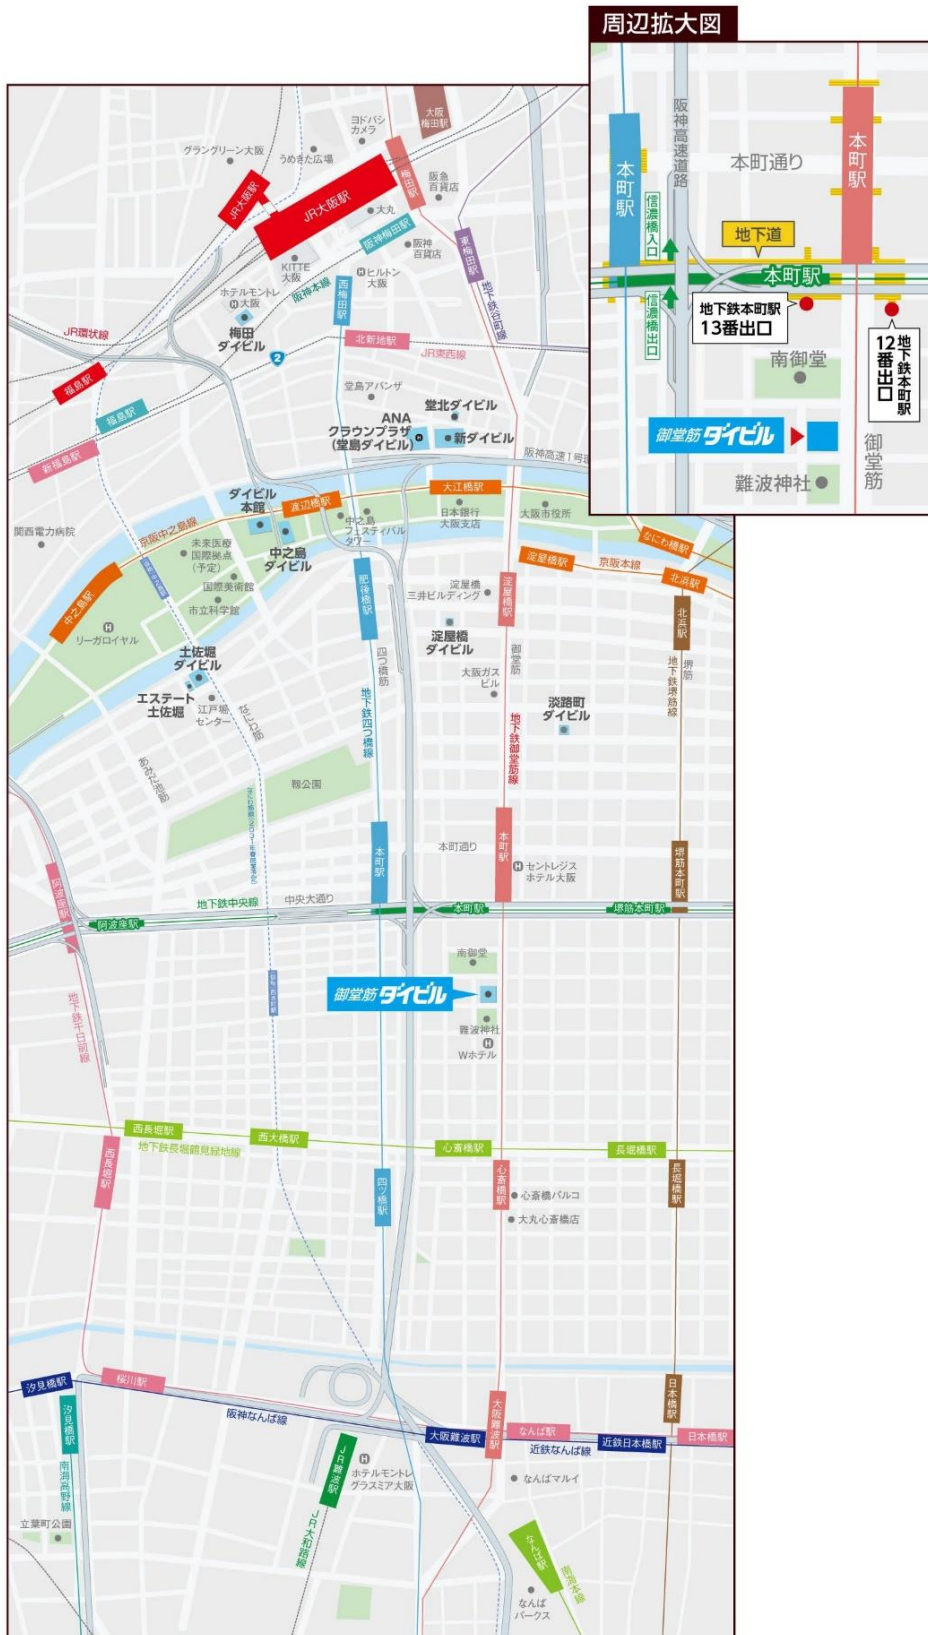 周辺拡大図
阪神高速道路
本町駅
本町通り
本町駅
信濃橋入口
地下道
本町駅
信濃橋出口
地下鉄本町駅
13番出口
地下鉄本町駅
12番出口
南御堂
御堂筋ダイビル
御堂筋
難波神社
大阪
梅田駅
ヨドバシ
カメラ
グラングリーン大阪
うめきた広場
梅田駅
阪急
百貨店
JR大阪駅
JR大阪駅
大丸
阪神梅田駅
阪神
百貨店
東梅田駅
KITTE
大阪
ヒルトン
大阪
ホテルモントレ
大阪
阪神本線
西梅田駅
地下鉄谷町線
梅田
ダイビル
JR環状線
2
北新地駅
JR東西線
福島駅
福島駅
新福島駅
堂島アバンザ
堂北ダイビル
ANA
クラウンプラザ
(堂島ダイビル)
新ダイビル
阪神高速1号
ダイビル
本館
渡辺橋駅
大江橋駅
関西電力病院
京阪中之島線
中之島
フェスティバル
タワー
日本銀行
大阪支店
大阪市役所
なにわ橋駅
未来医療
国際拠点
(予定)
中之島
ダイビル
淀屋橋駅
京阪本線
北浜駅
国際美術館
市立科学館
中之島駅
リーガロイヤル
肥後橋駅
淀屋橋
三井ビルディング
淀屋橋駅
北浜駅
淀屋橋
ダイビル
四つ橋筋
御堂筋
堺筋
地下鉄堺筋線
土佐堀
ダイビル
エステート
土佐堀
江戸堀
センター
なにわ筋
大阪ガス
ビル
地下鉄四つ橋線
地下鉄御堂筋線
淡路町
ダイビル
あみだ池筋
靱公園
本町駅
本町通り
本町駅
セントレジス
ホテル大阪
堺筋本町駅
阿波座駅
地下鉄中央線
中央大通り
阿波座駅
本町駅
堺筋本町駅
南御堂
御堂筋ダイビル
地下鉄千日前線
難波神社
Wホテル
西長堀駅
西大橋駅
地下鉄長堀鶴見緑地線
心斎橋駅
長堀橋駅
西長堀駅
四ツ橋駅
心斎橋駅
長堀橋駅
心斎橋パルコ
大丸心斎橋店
汐見橋駅
桜川駅
阪神なんば線
大阪難波駅
大阪難波駅
なんば駅
近鉄なんば線
近鉄日本橋駅
日本橋駅
日本橋駅
汐見橋駅
南海高野線
JR難波駅
ホテルモントレ
グラスミア大阪
なんばマルイ
立葉町公園
JR大和路線
なんば駅
南海本線
なんば
パークス